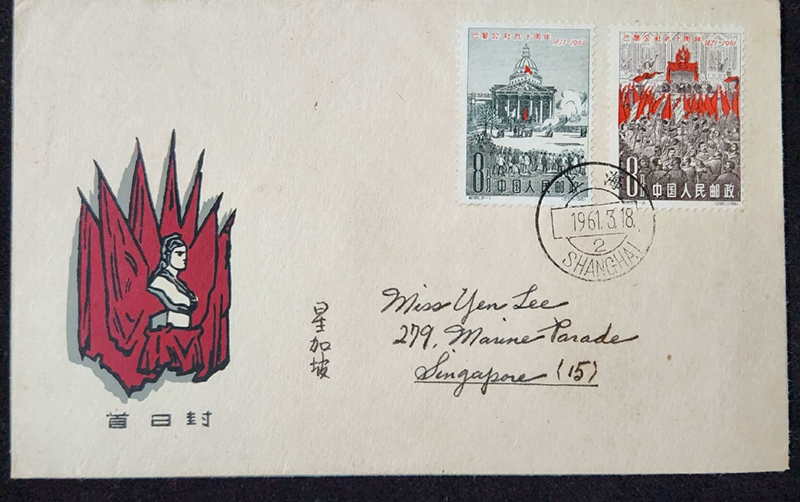 巴黎公社九十周年
1871-1961
8分
中国人民邮政
巴黎公社九十周年
1871-1961
8分
中国人民邮政
上海
1961.3.18.
2
SHANGHAI
星加坡
Miss Yen Lee
279, Marine Parade
Singapore (15)
首日封